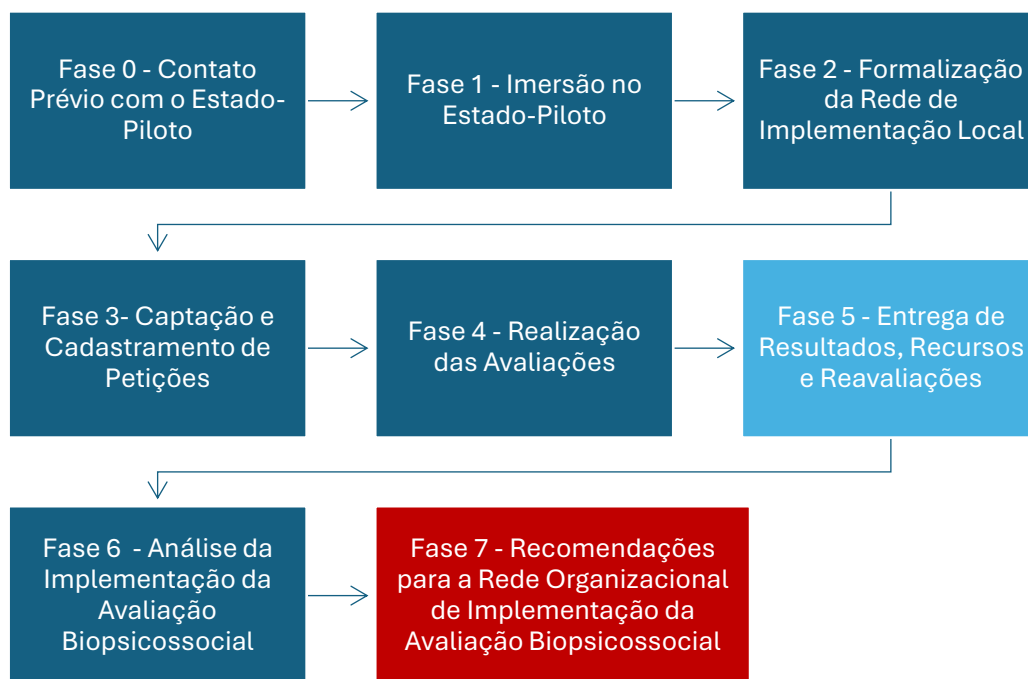 Fase 0 - Contato
Prévio com o Estado-
Piloto
Fase 1 - Imersão no
Estado-Piloto
Fase 2 - Formalização
da Rede de
Implementação Local
Fase 3- Captação e
Cadastramento de
Petições
Fase 4 - Realização
das Avaliações
Fase 5 - Entrega de
Resultados, Recursos
e Reavaliações
Fase 6 - Análise da
Implementação da
Avaliação
Biopsicossocial
Fase 7 - Recomendações
para a Rede Organizacional
de Implementação da
Avaliação Biopsicossocial